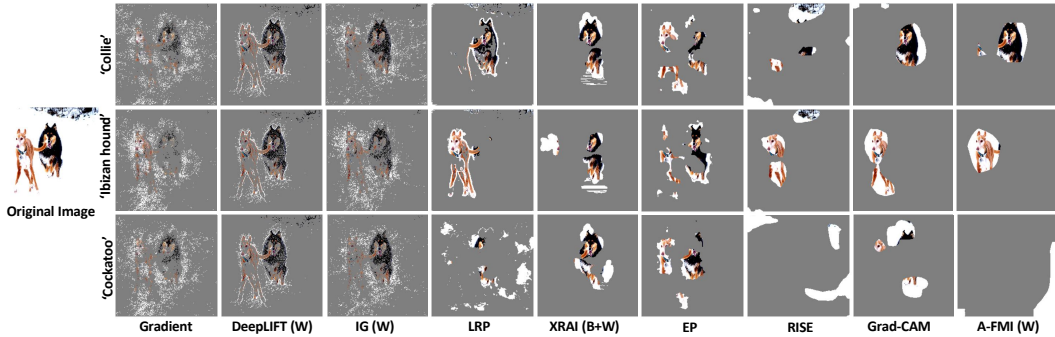 'Collie'
'Ibizan hound'
Original Image
'Cockatoo'
Gradient DeepLIFT (W) IG (W) LRP XRAI (B+W) EP RISE Grad-CAM A-FMI (W)